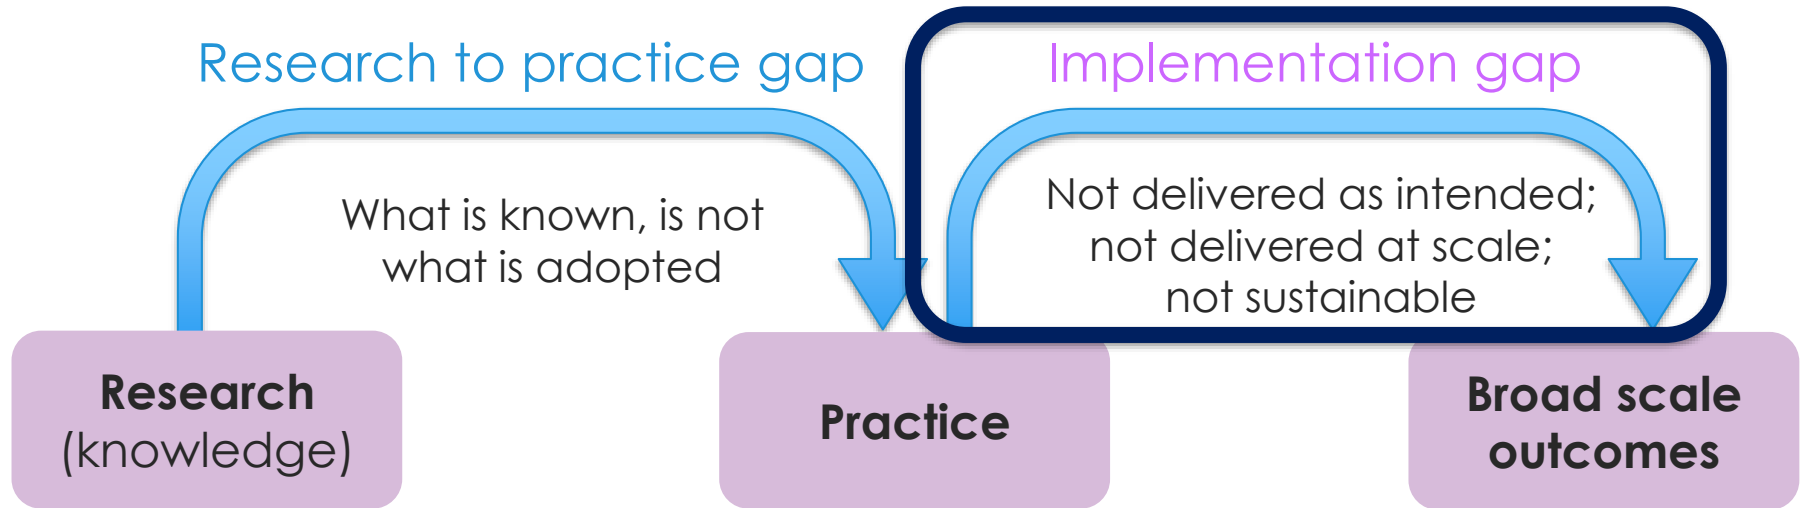 Research to practice gap
Implementation gap
What is known, is not
what is adopted
Not delivered as intended;
not delivered at scale;
not sustainable
Research
(knowledge)
Practice
Broad scale
outcomes